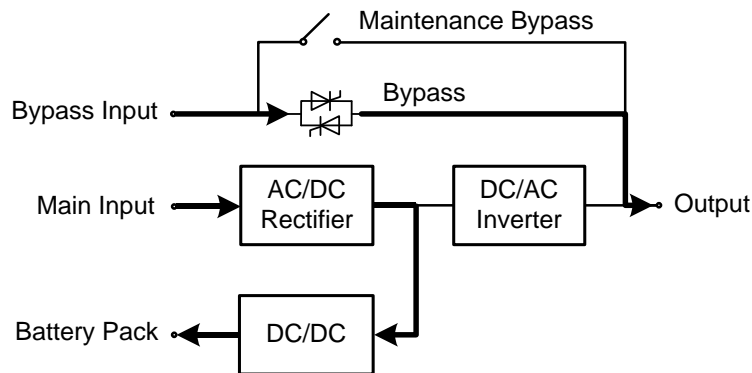 Maintenance Bypass
Bypass Input
Bypass
Main Input
AC/DC
Rectifier
DC/AC
Inverter
Output
Battery Pack
DC/DC